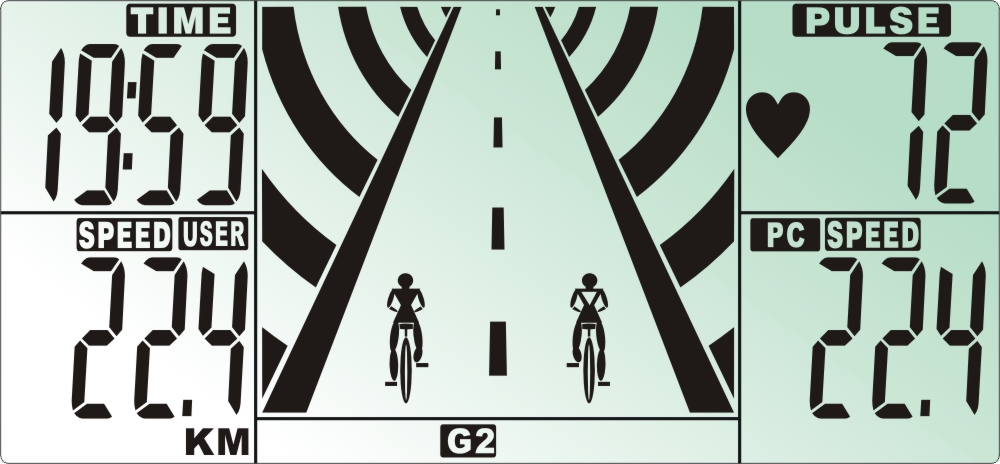 TIME
19:59
SPEED USER
22.4
KM
G2
PULSE
72
PC SPEED
22.4